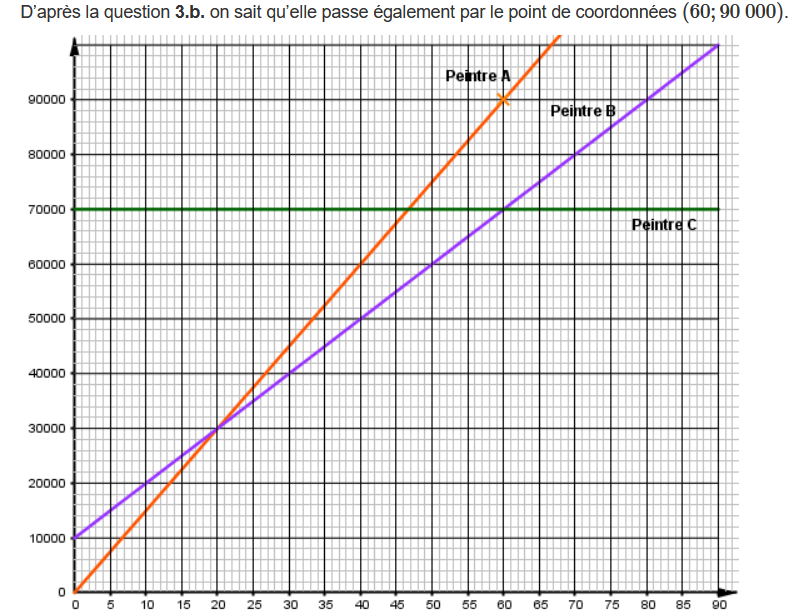 D'après la question 3.b. on sait qu'elle passe également par le point de coordonnées (60; 90 000).
Peintre A
90000
Peintre B
80000
70000
Peintre C
60000
50000
40000
30000
20000
10000
0
0 5 10 15 20 25 30 35 40 45 50 55 60 65 70 75 80 85 90